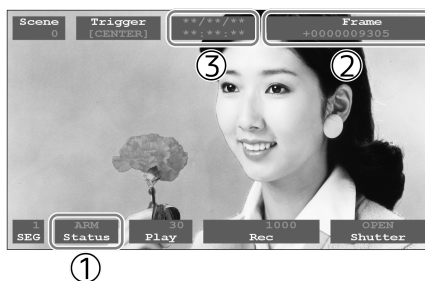 Scene Trigger **/**/** Frame
0 [CENTER] **:**:** +0000009305
③ ②
1 ARM 30 1000 OPEN
SEG Status Play Rec Shutter
①